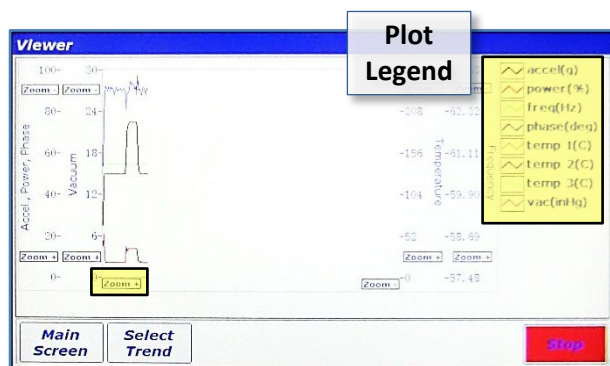 Plot
Legend
Viewer
100- 30-
Zoom - Zoom -
80- 24-
60- 18-
40- 12-
20- 6-
Zoom + Zoom +
0-
Accel., Power, Phase
Vacuum
Zoom +
Zoom -
-208 -62.32
-156 -61.11
-104 -59.90
-52 -58.69
Zoom + Zoom +
-0 -57.48
Temperature
Frequency
accel(g)
power(%)
freq(Hz)
phase(deg)
temp 1(C)
temp 2(C)
temp 3(C)
vac(inHg)
Main
Screen
Select
Trend
Stop